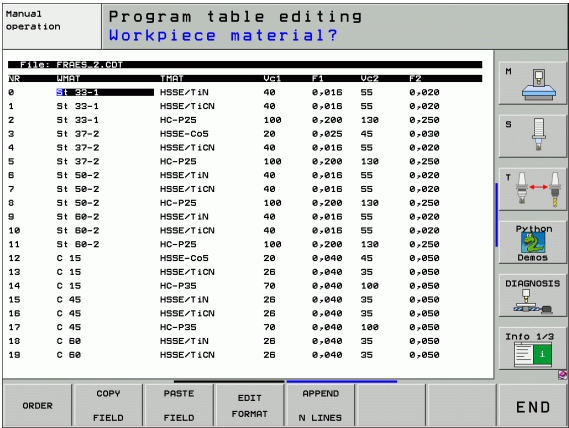 Manual
operation
Program table editing
Workpiece material?
File: FRAES_2.CDT
NR WMAT TMAT Vc1 F1 Vc2 F2
0 St 33-1 HSSE/TiN 40 0,016 55 0,020
1 St 33-1 HSSE/TiCN 40 0,016 55 0,020
2 St 33-1 HC-P25 100 0,200 130 0,250
3 St 37-2 HSSE-Co5 20 0,025 45 0,030
4 St 37-2 HSSE/TiCN 40 0,016 55 0,020
5 St 37-2 HC-P25 100 0,200 130 0,250
6 St 50-2 HSSE/TiN 40 0,016 55 0,020
7 St 50-2 HSSE/TiCN 40 0,016 55 0,020
8 St 50-2 HC-P25 100 0,200 130 0,250
9 St 60-2 HSSE/TiN 40 0,016 55 0,020
10 St 60-2 HSSE/TiCN 40 0,016 55 0,020
11 St 60-2 HC-P25 100 0,200 130 0,250
12 C 15 HSSE-Co5 20 0,040 45 0,050
13 C 15 HSSE/TiCN 26 0,040 35 0,050
14 C 15 HC-P35 70 0,040 100 0,050
15 C 45 HSSE/TiN 26 0,040 35 0,050
16 C 45 HSSE/TiCN 26 0,040 35 0,050
17 C 45 HC-P35 70 0,040 100 0,050
18 C 60 HSSE/TiN 26 0,040 35 0,050
19 C 60 HSSE/TiCN 26 0,040 35 0,050
M
S
T
Python
Demos
DIAGNOSIS
Info 1/3
i
ORDER
COPY
FIELD
PASTE
FIELD
EDIT
FORMAT
APPEND
N LINES
END